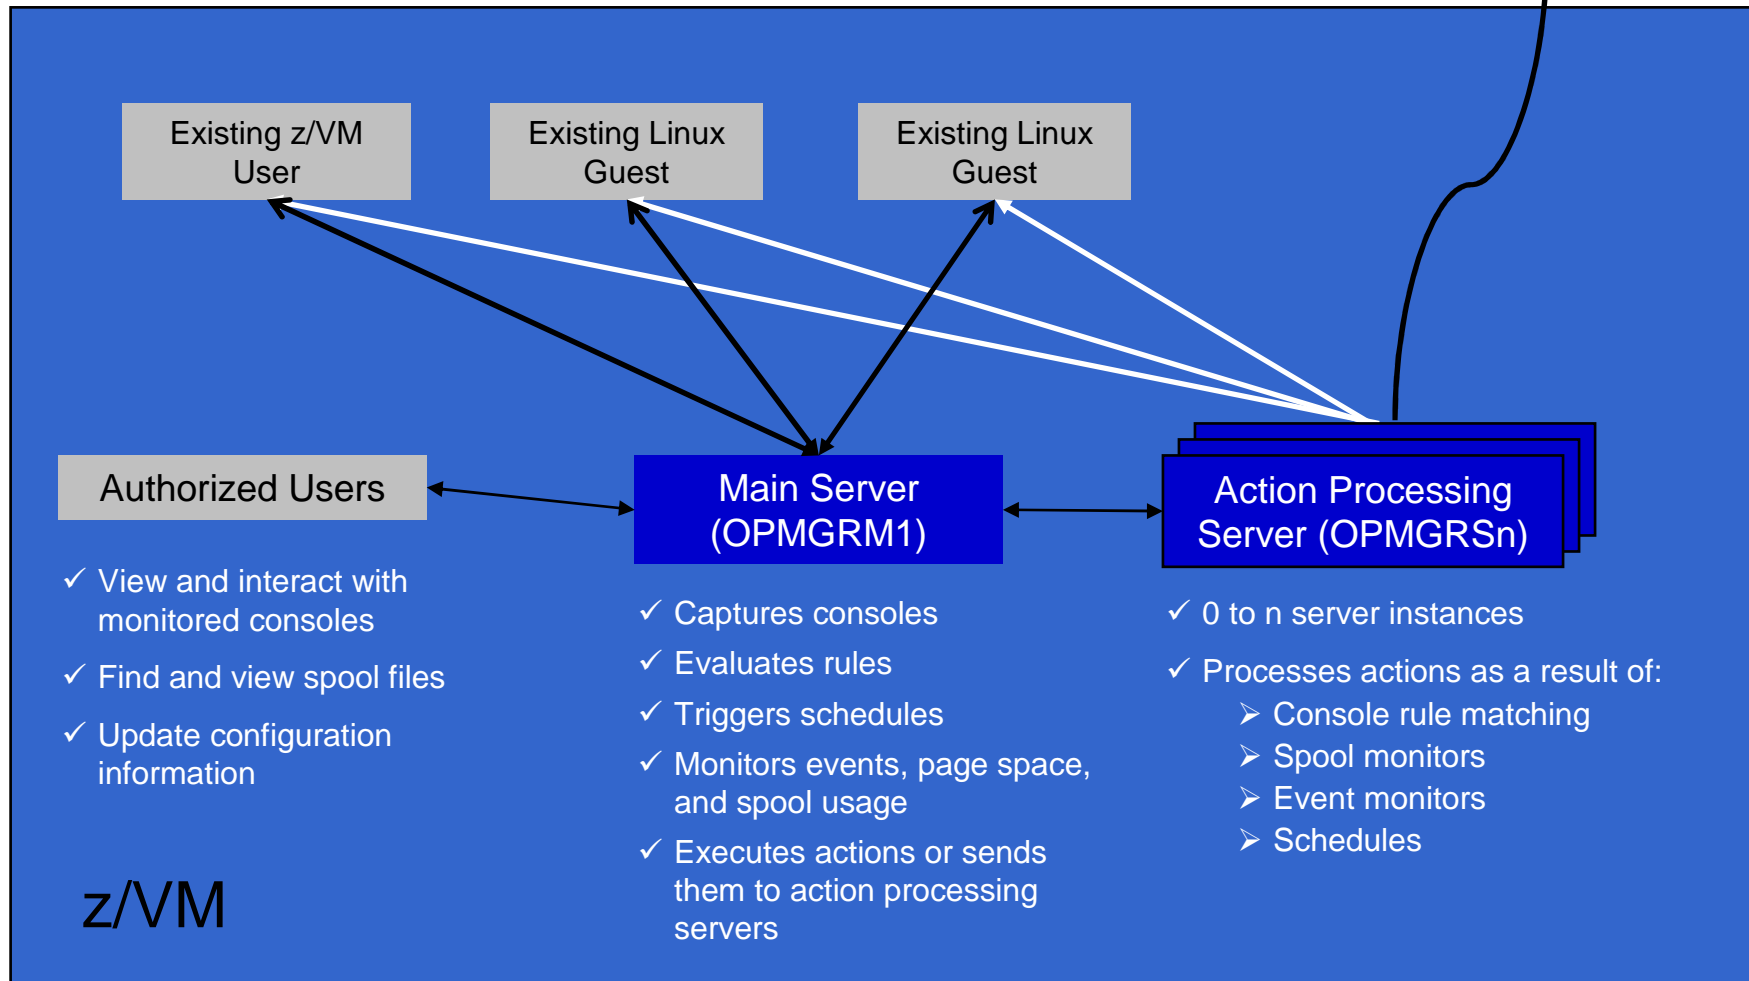 Existing z/VM
User
Existing Linux
Guest
Existing Linux
Guest
Authorized Users
View and interact with
monitored consoles
Find and view spool files
Update configuration
information
Main Server
(OPMGRM1)
Captures consoles
Evaluates rules
Triggers schedules
Monitors events, page space,
and spool usage
Executes actions or sends
them to action processing
servers
Action Processing
Server (OPMGRSn)
0 to n server instances
Processes actions as a result of:
Console rule matching
Spool monitors
Event monitors
Schedules
z/VM